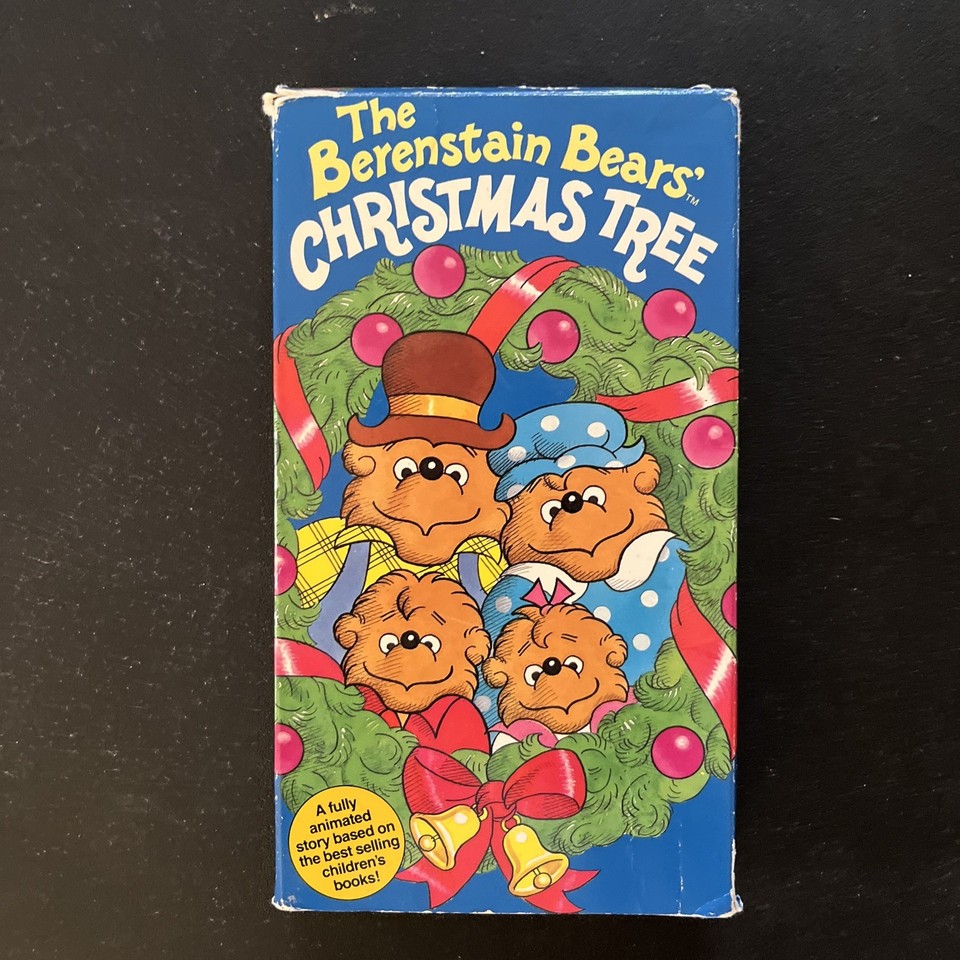 The
Berenstain Bears'
TM
CHRISTMAS TREE
A fully
animated
story based on
the best selling
children's
books!